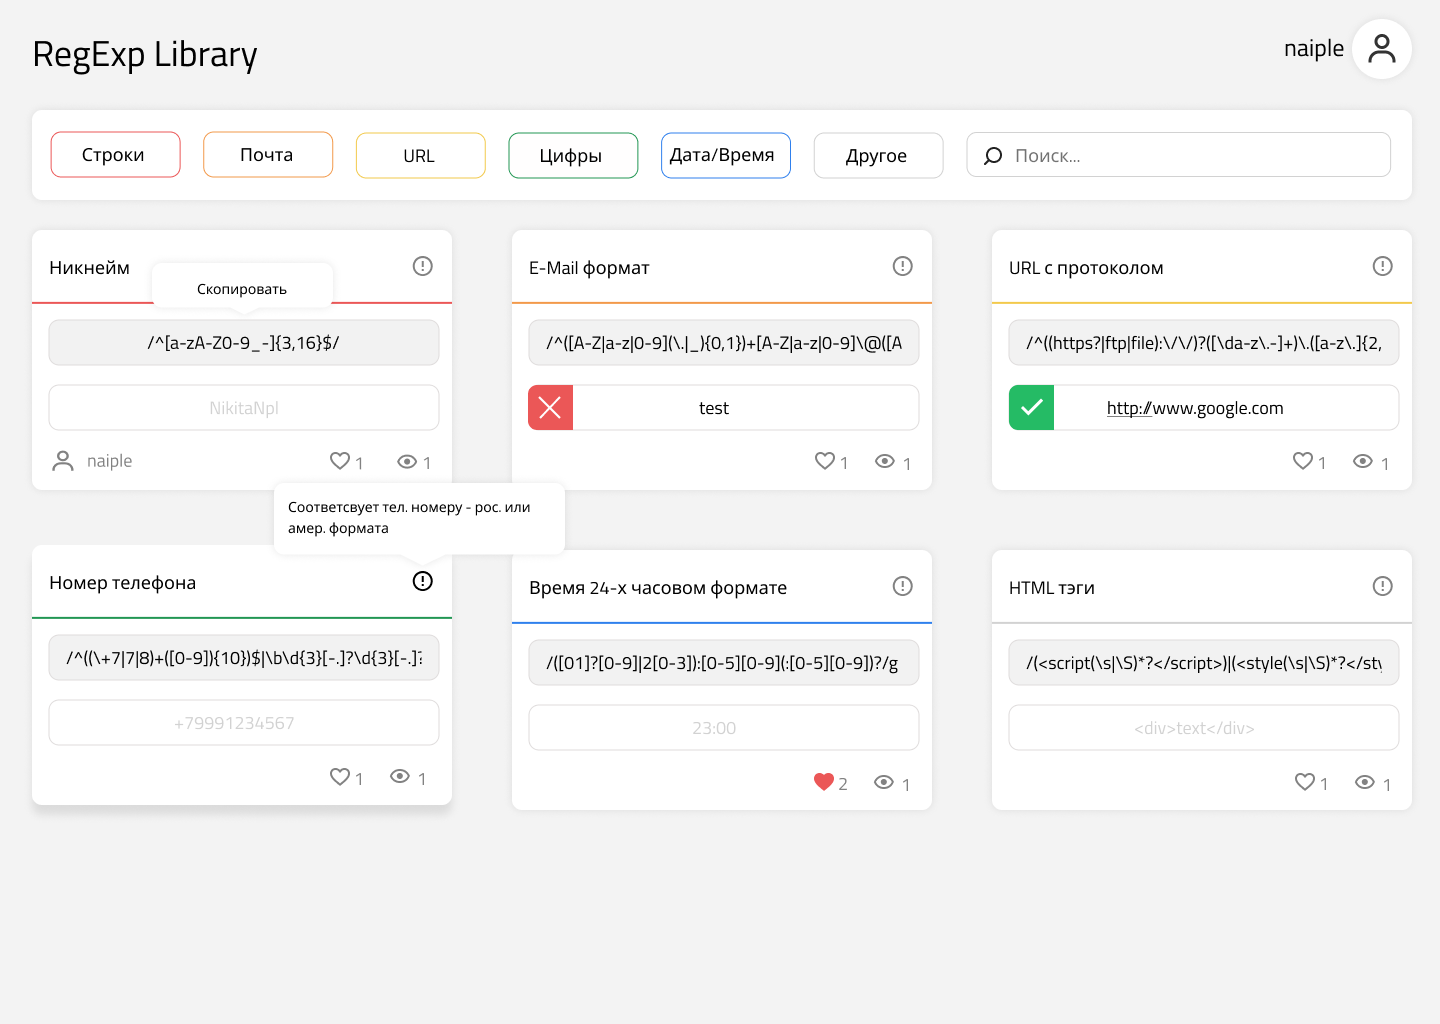 RegExp Library
naiple
Строки
Почта
URL
Цифры
Дата/Время
Другое
Поиск...
Никнейм
Скопировать
/^[a-zA-Z0-9_-]{3,16}$/
NikitaNpl
naiple
1
1
E-Mail формат
/^([A-Z|a-z|0-9](\.|_){0,1})+[A-Z|a-z|0-9]\@([A
test
1
1
URL с протоколом
/^((https?|ftp|file):\/\/)?([\da-z\.-]+)\.([a-z\.]{2,
http://www.google.com
1
1
Соответсвует тел. номеру - рос. или
амер. формата
Номер телефона
/^((\+7|7|8)+([0-9]){10})$|\b\d{3}[-.]?\d{3}[-.]?
+79991234567
1
1
Время 24-х часовом формате
/([01]?[0-9]|2[0-3]):[0-5][0-9](:[0-5][0-9])?/g
23:00
2
1
HTML тэги
/(<script(\s|\S)*?</script>)|(<style(\s|\S)*?</sty
<div>text</div>
1
1